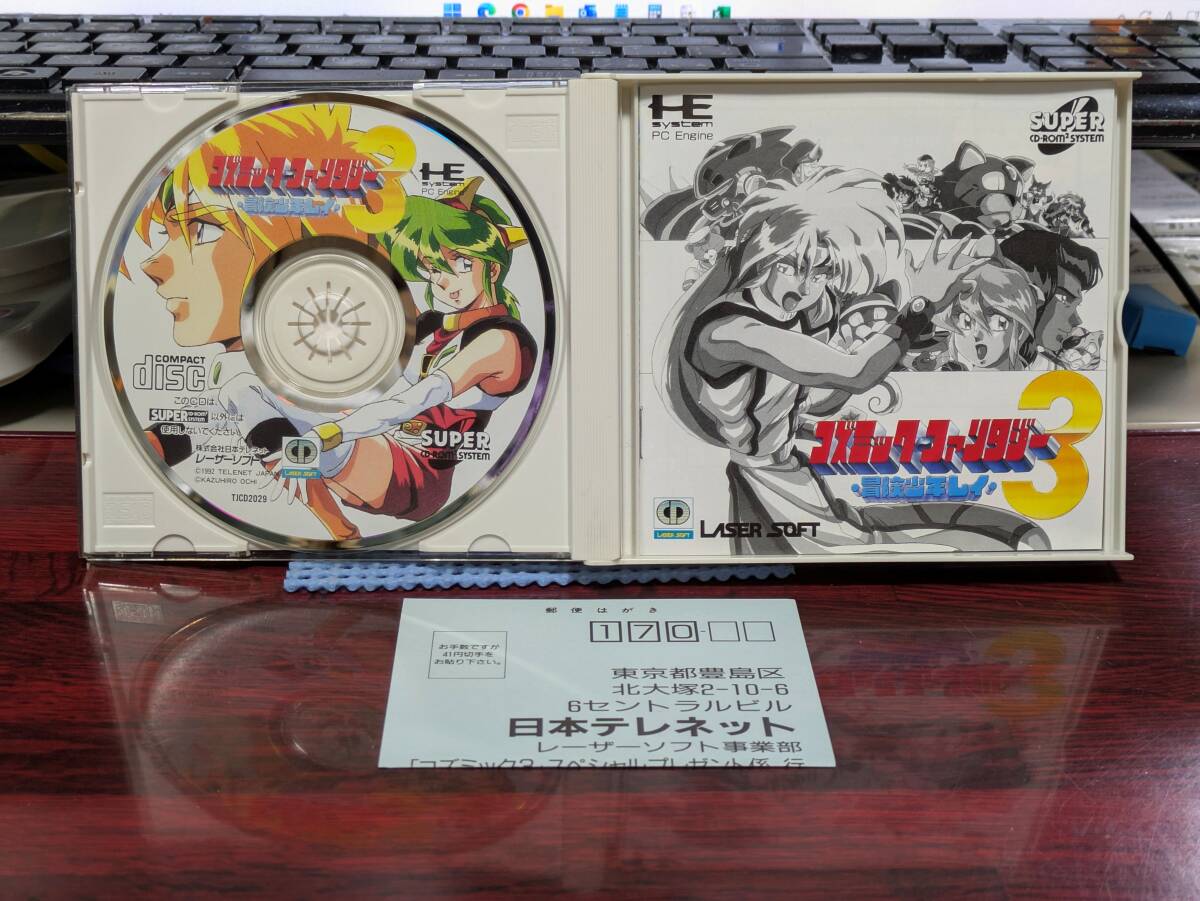 コズミック・ファンタジー3
・冒険少年レイ・
HE
system
PC Engine
COMPACT
disc
このCDは、
SUPER CD-ROM² SYSTEM 以外には
使用しないでください。
株式会社日本テレネット
レーザーソフト
©1992 TELENET JAPAN
©KAZUHIRO OCHI
TJCD2029
LASER SOFT
SUPER
CD-ROM² SYSTEM
HE
system
PC Engine
SUPER
CD-ROM² SYSTEM
コズミック・ファンタジー3
・冒険少年レイ・
LASER SOFT
LASER SOFT
郵便はがき
170-
お手数ですが
41円切手を
お貼り下さい。
東京都豊島区
北大塚2-10-6
6セントラルビル
日本テレネット
レーザーソフト事業部
「コズミック3」スペシャルプレゼント係 行